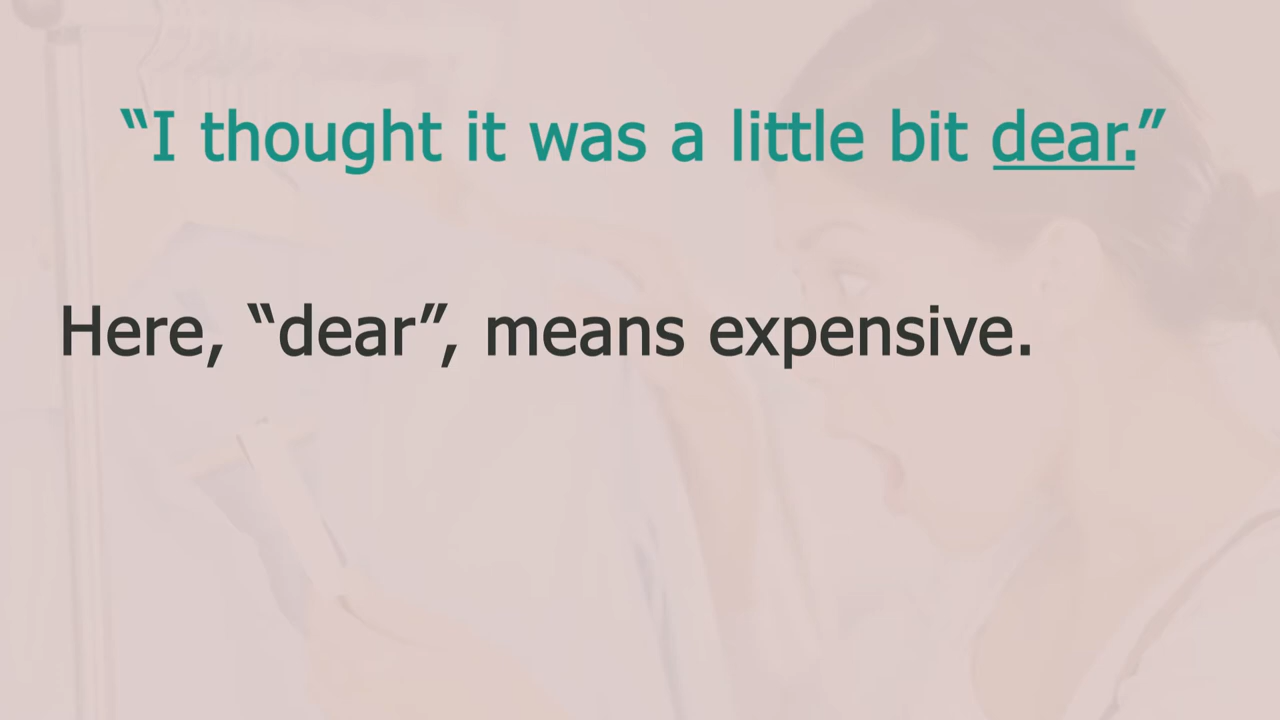 “I thought it was a little bit dear.”
Here, “dear”, means expensive.